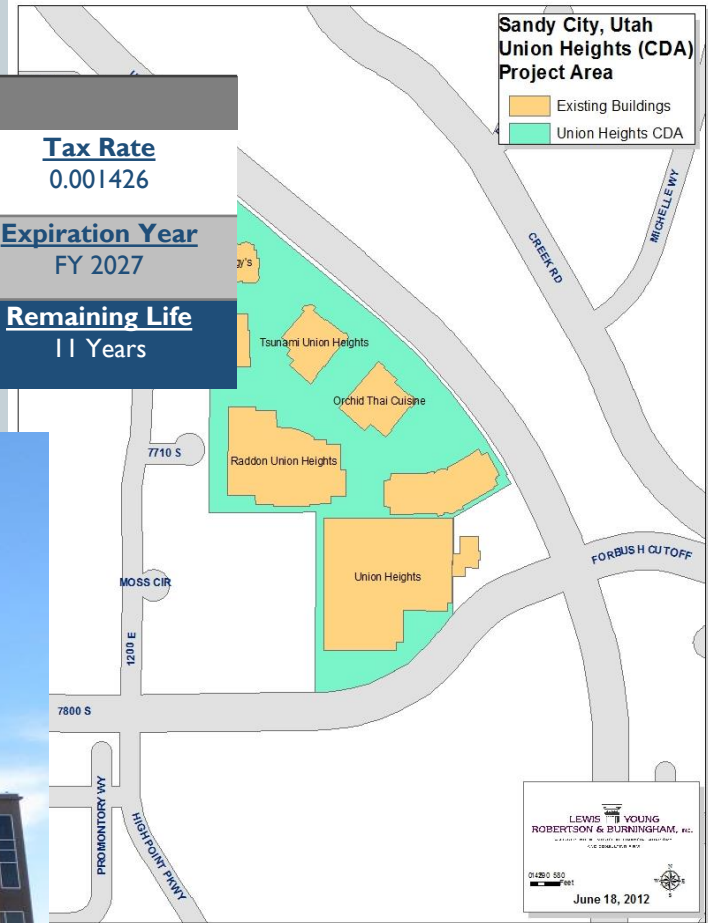 Sandy City, Utah
Union Heights (CDA)
Project Area
Existing Buildings
Union Heights CDA
Tax Rate
0.001426
Expiration Year
FY 2027
Remaining Life
11 Years
MICHELLE WY
CREEK RD
Tsunami Union Heights
Orchid Thai Cuisine
7710 S
Raddon Union Heights
FORBUSH CUTOFF
Union Heights
MOSS CIR
1200 E
7800 S
PROMONTORY WY
HIGH POINT PKWY
LEWIS YOUNG
ROBERTSON & BURNINGHAM, INC.
Feet
June 18, 2012